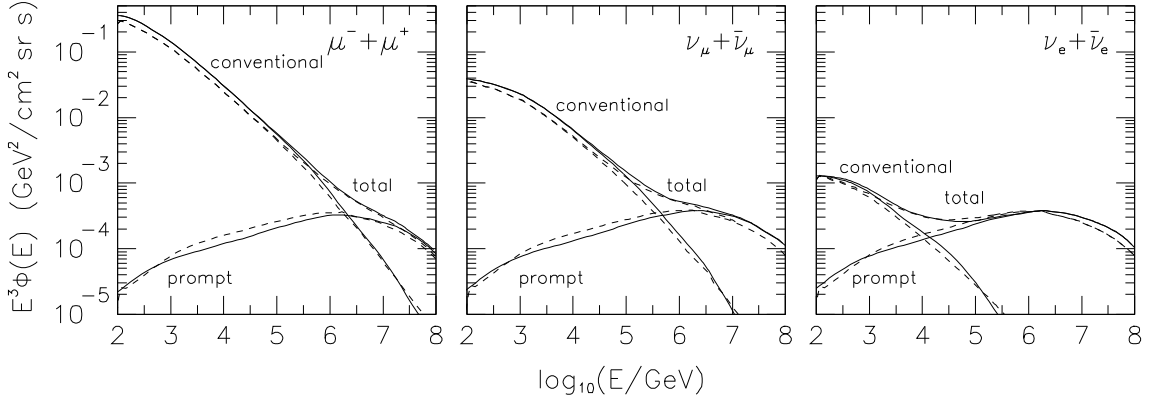 E³ϕ(E) (GeV²/cm² sr s)
10⁻¹
10⁻²
10⁻³
10⁻⁴
10⁻⁵
μ⁻+μ⁺
conventional
total
prompt
2 3 4 5 6 7 8
ν_μ+ν̄_μ
conventional
total
prompt
2 3 4 5 6 7 8
ν_e+ν̄_e
conventional
total
prompt
2 3 4 5 6 7 8
log₁₀(E/GeV)